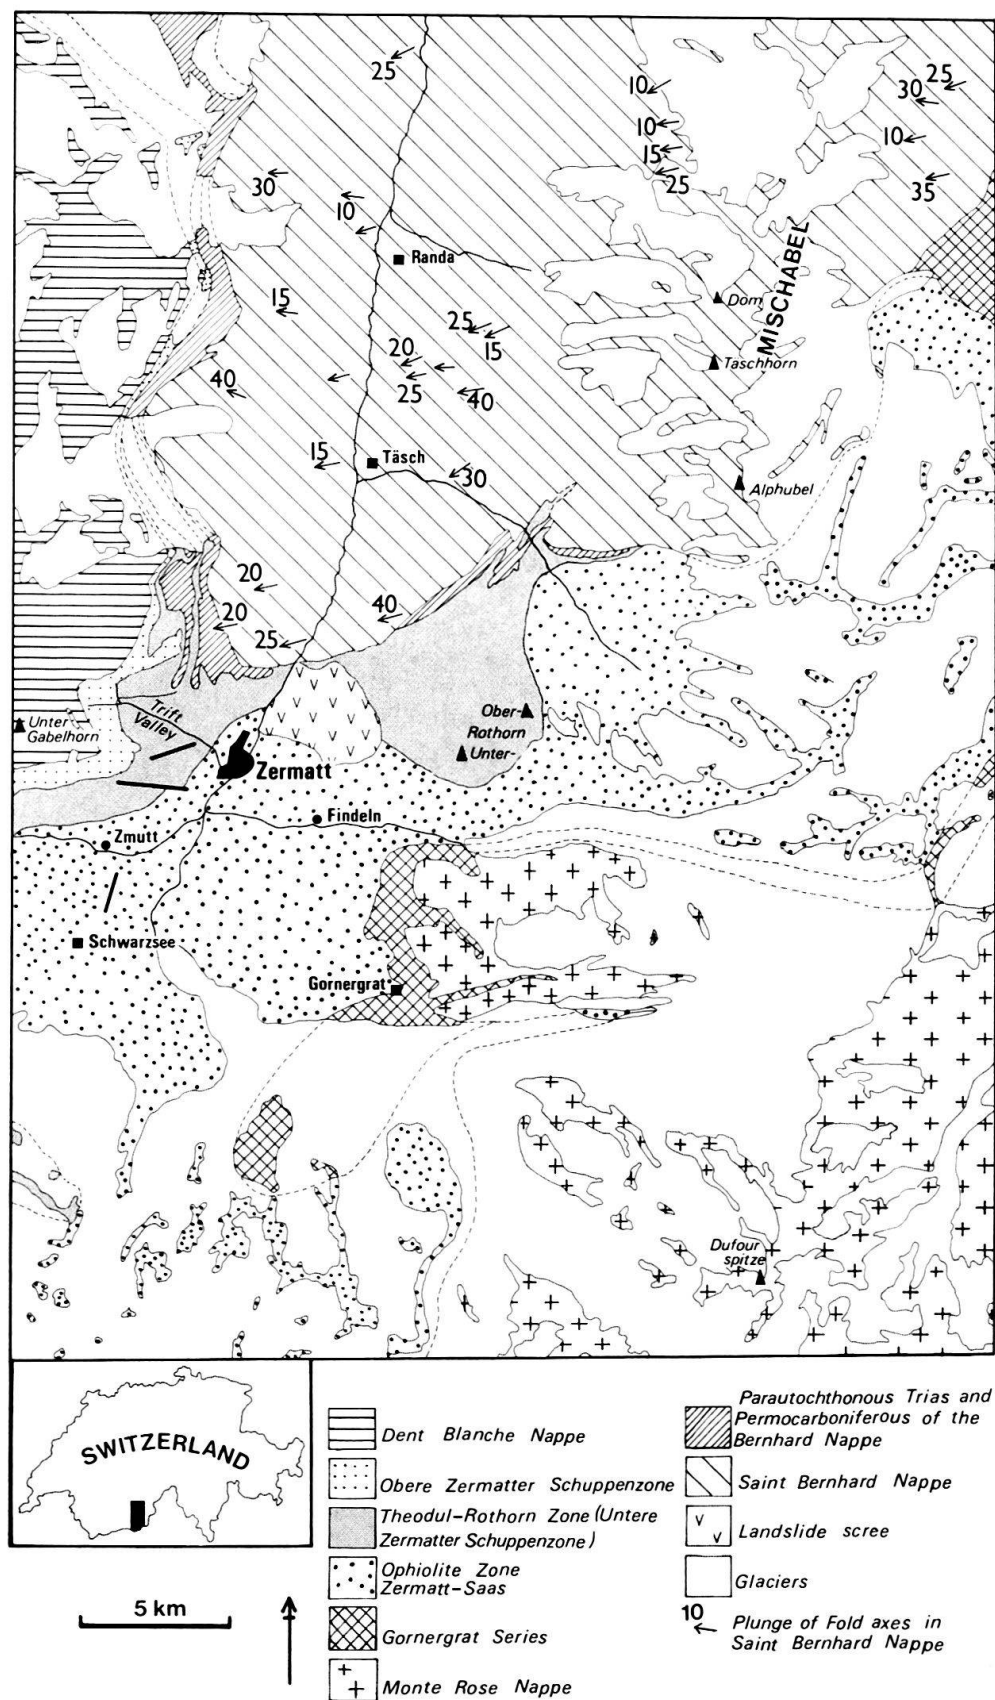 25
10
30
25
10
15
10
25
35
30
10
Randa
MISCHABEL
Dom
15
25
20
15
Taschhorn
40
25
40
15
Täsch
30
Alphubel
20
40
20
25
Trift
Valley
Unter
Gabelhorn
Ober-
Rothorn
Unter-
Zermatt
Findeln
Zmutt
Schwarzsee
Gornergrat
Dufour
spitze
SWITZERLAND
5 km
Dent Blanche Nappe
Obere Zermatter Schuppenzone
Theodul-Rothorn Zone (Untere
Zermatter Schuppenzone)
Ophiolite Zone
Zermatt-Saas
Gornergrat Series
Monte Rose Nappe
Parautochthonous Trias and
Permocarboniferous of the
Bernhard Nappe
Saint Bernhard Nappe
Landslide scree
Glaciers
10
Plunge of Fold axes in
Saint Bernhard Nappe